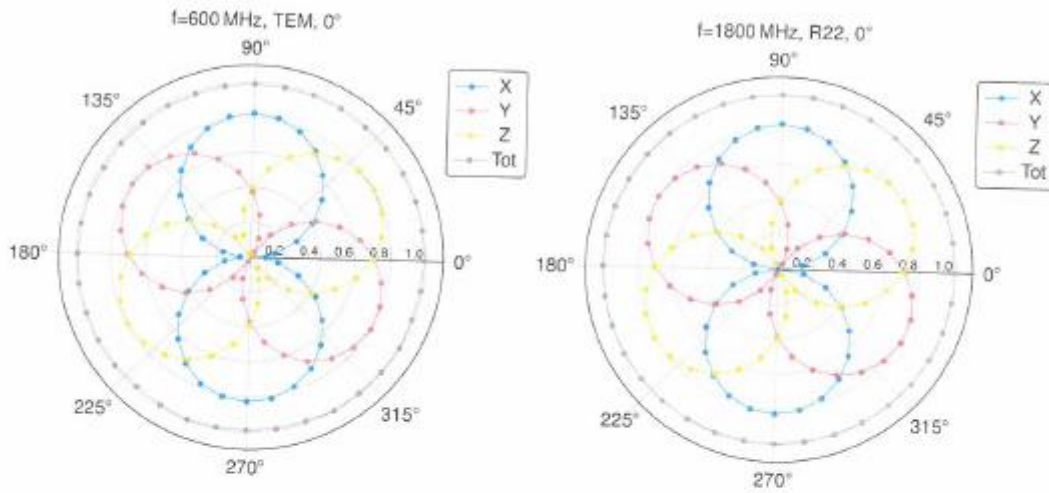 f=600 MHz, TEM, 0°
90°
135°
45°
X
Y
Z
Tot
180°
0.2 0.4 0.6 0.8 1.0
0°
225°
315°
270°
f=1800 MHz, R22, 0°
90°
135°
45°
X
Y
Z
Tot
180°
0.2 0.4 0.6 0.8 1.0
0°
225°
315°
270°